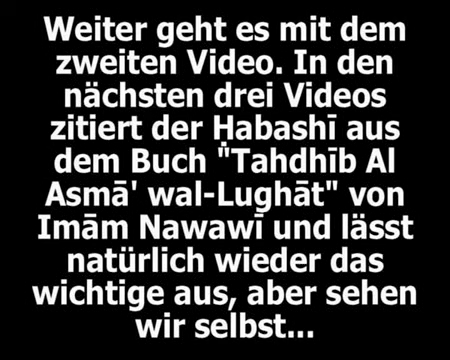 Weiter geht es mit dem
zweiten Video. In den
nächsten drei Videos
zitiert der Ḥabashī aus
dem Buch "Tahdhīb Al
Asmā' wal-Lughāt" von
Imām Nawawī und lässt
natürlich wieder das
wichtige aus, aber sehen
wir selbst...